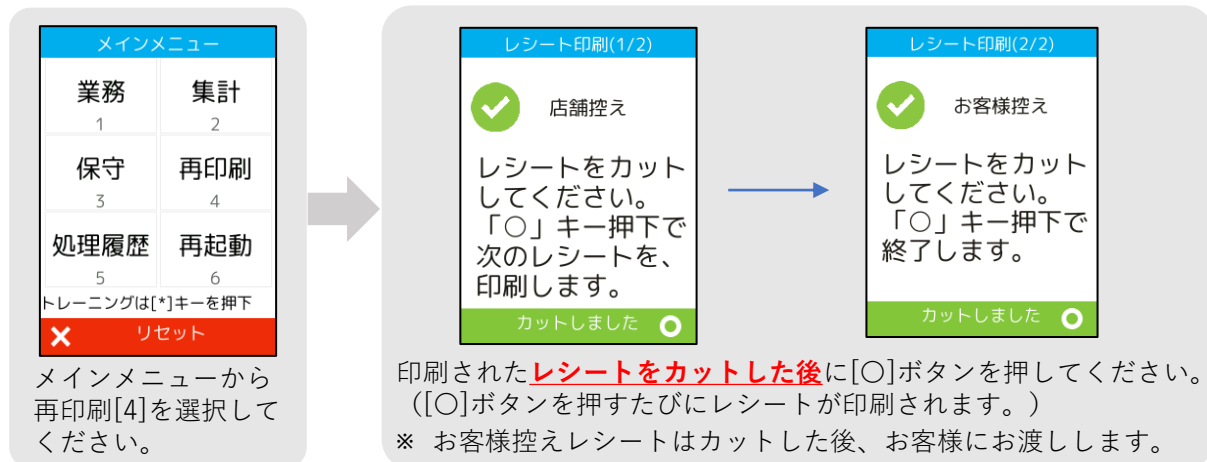 メインメニュー
業務 集計
1 2
保守 再印刷
3 4
処理履歴 再起動
5 6
トレーニングは[*]キーを押下
リセット
メインメニューから
再印刷[4]を選択して
ください。
レシート印刷(1/2)
店舗控え
レシートをカット
してください。
「○」キー押下で
次のレシートを、
印刷します。
カットしました
レシート印刷(2/2)
お客様控え
レシートをカット
してください。
「○」キー押下で
終了します。
カットしました
印刷されたレシートをカットした後に[〇]ボタンを押してください。
（[〇]ボタンを押すたびにレシートが印刷されます。）
※ お客様控えレシートはカットした後、お客様にお渡しします。